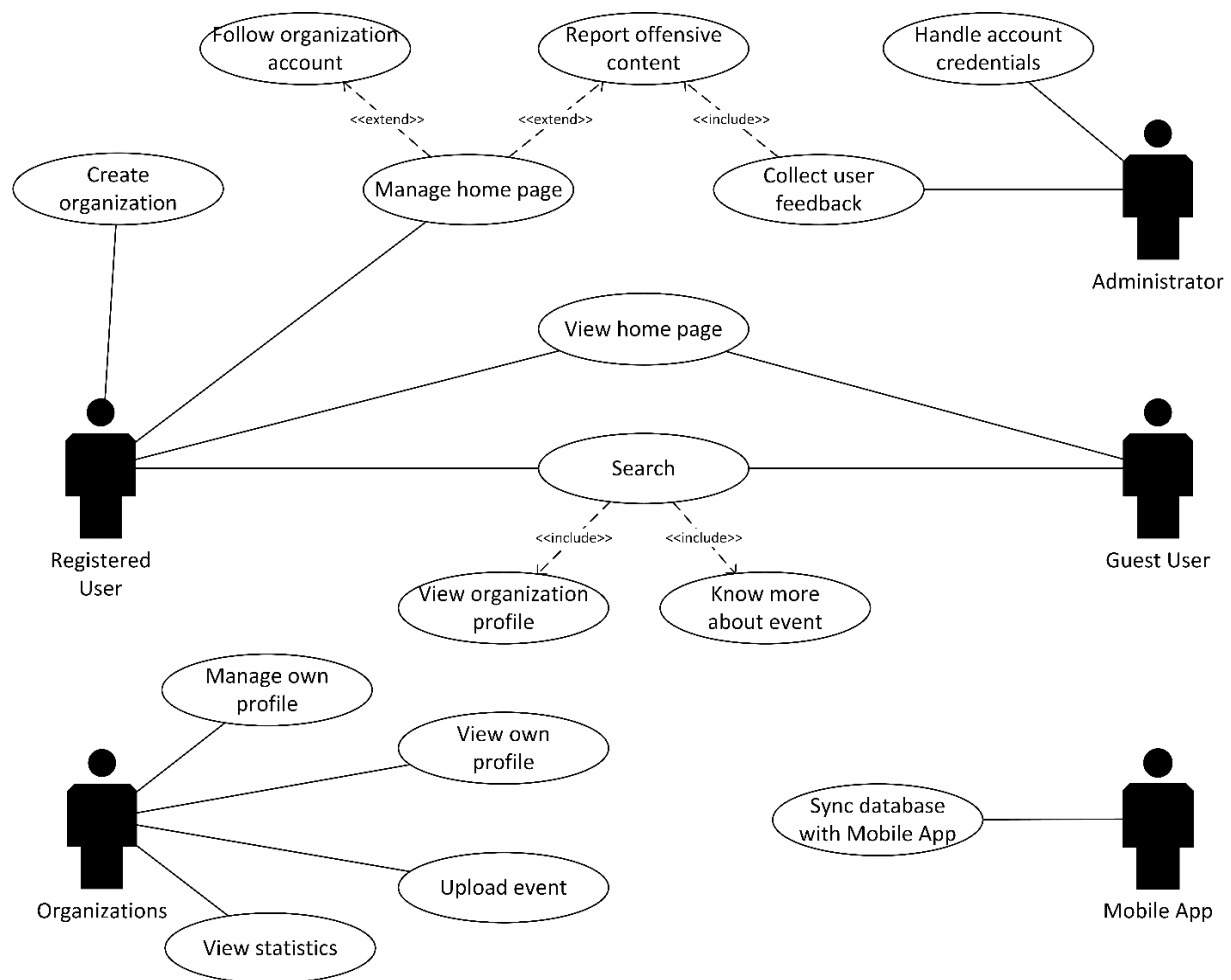 Follow organization
account
Report offensive
content
Handle account
credentials
<<extend>>
<<extend>>
<<include>>
Create
organization
Manage home page
Collect user
feedback
Administrator
View home page
Search
Registered
User
Guest User
<<include>>
<<include>>
View organization
profile
Know more
about event
Manage own
profile
View own
profile
Sync database
with Mobile App
Upload event
Organizations
Mobile App
View statistics